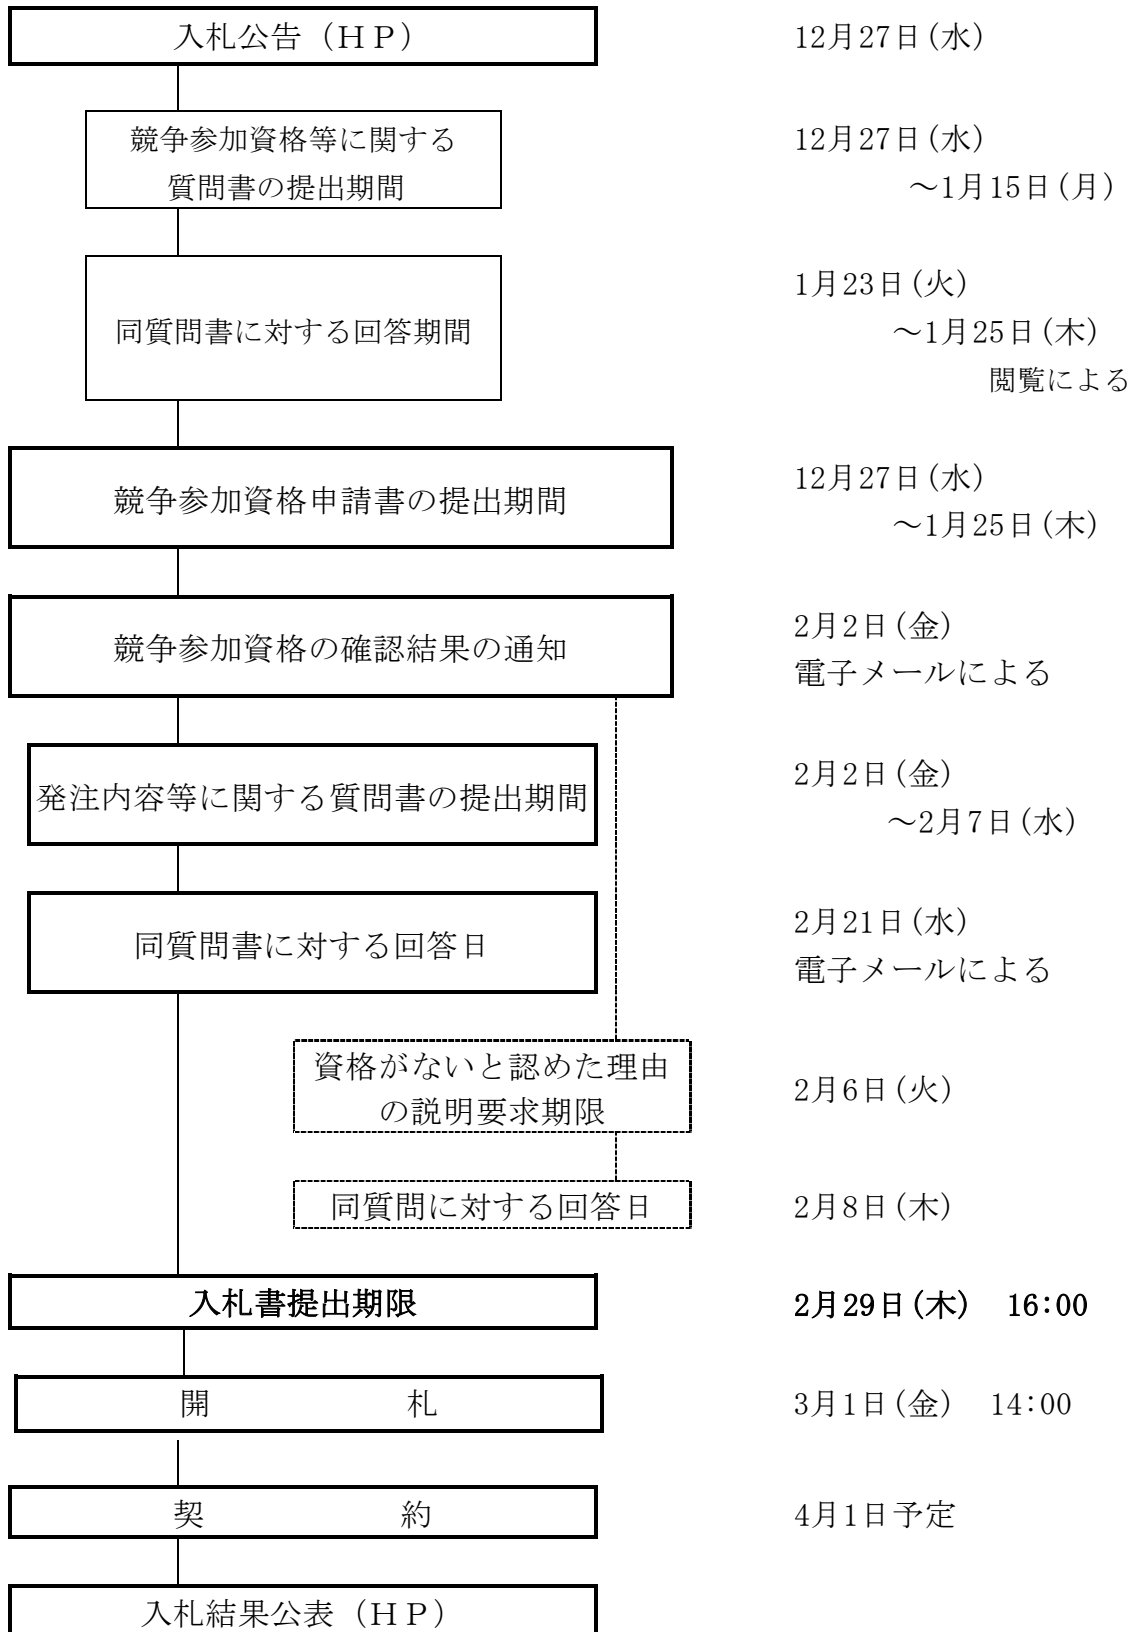 入札公告（ＨＰ）　12月27日(水)
競争参加資格等に関する　12月27日(水)
質問書の提出期間　～1月15日(月)
1月23日(火)
同質問書に対する回答期間　～1月25日(木)
閲覧による
12月27日(水)
競争参加資格申請書の提出期間
～1月25日(木)
2月2日(金)
競争参加資格の確認結果の通知
電子メールによる
2月2日(金)
発注内容等に関する質問書の提出期間
～2月7日(水)
2月21日(水)
同質問書に対する回答日
電子メールによる
資格がないと認めた理由
の説明要求期限
2月6日(火)
同質問に対する回答日　2月8日(木)
入札書提出期限　2月29日(木)　16:00
開　札　3月1日(金)　14:00
契　約　4月1日予定
入札結果公表（ＨＰ）